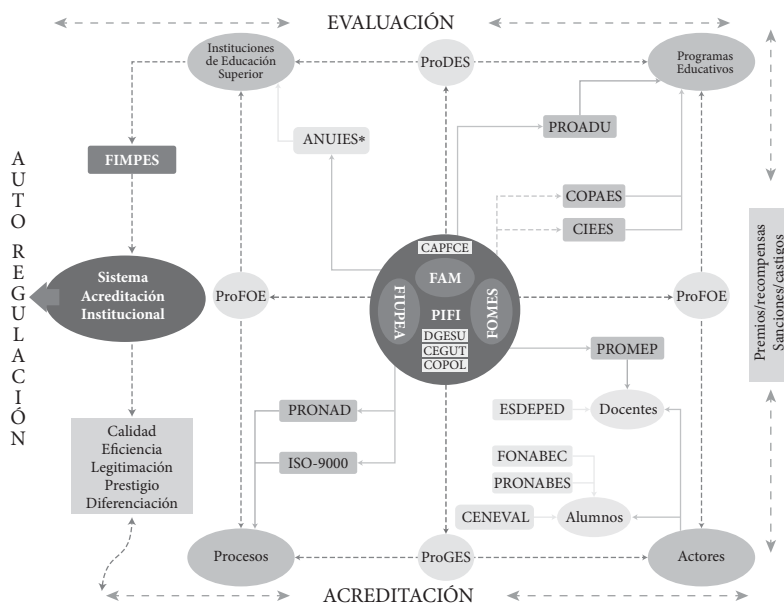 EVALUACIÓN
Instituciones
de Educación
Superior
ProDES
Programas
Educativos
ANUIES*
PROADU
FIMPES
COPAES
CIEES
AUTO REGULACIÓN
CAPFCE
FAM
FIUPEA
PIFI
FOMES
DGESU
CEGUT
COPOL
Sistema
Acreditación
Institucional
ProFOE
ProFOE
Premios/recompensas
Sanciones/castigos
PROMEP
PRONAD
ESDEPED
Docentes
Calidad
Eficiencia
Legitimación
Prestigio
Diferenciación
ISO-9000
FONABEC
PRONABES
CENEVAL
Alumnos
Procesos
ProGES
Actores
ACREDITACIÓN